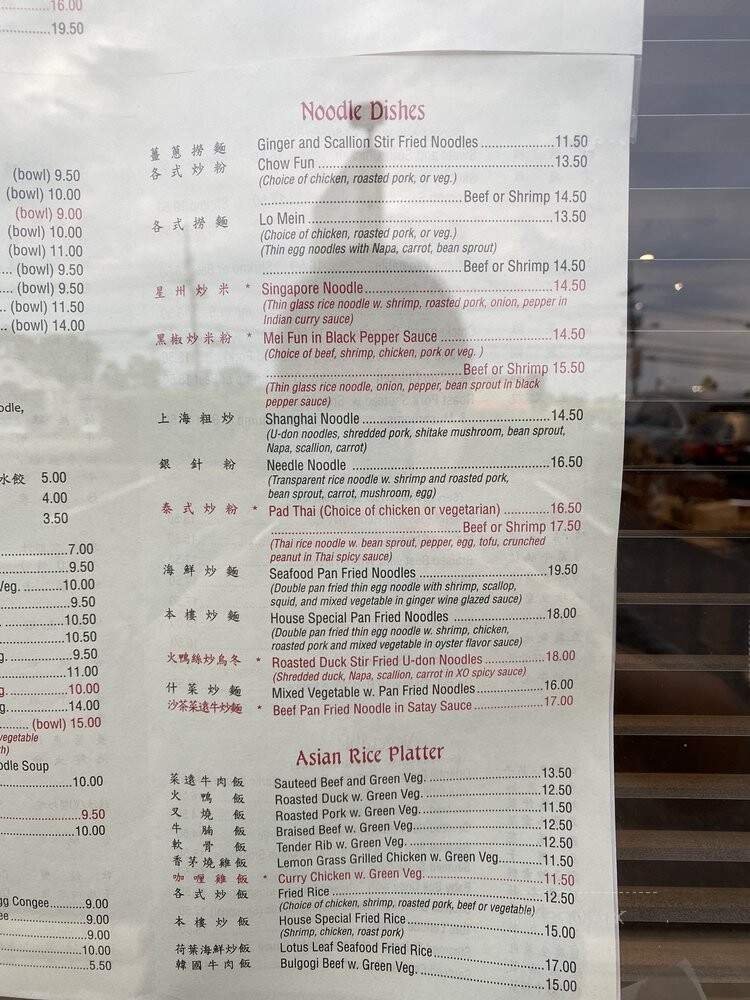 16.00
19.50
(bowl) 9.50
(bowl) 10.00
(bowl) 9.00
(bowl) 10.00
(bowl) 11.00
... (bowl) 9.50
... (bowl) 9.50
.. (bowl) 11.50
.. (bowl) 14.00
odle,
水餃 5.00
4.00
3.50
7.00
9.50
Veg. 10.00
9.50
10.50
10.50
g. 9.50
11.00
g. 10.00
g. 14.00
(bowl) 15.00
vegetable
th)
odle Soup
10.00
9.50
10.00
gg Congee 9.00
ee 9.00
9.00
10.00
5.50
Noodle Dishes
薑蔥撈麵 Ginger and Scallion Stir Fried Noodles 11.50
各式炒粉 Chow Fun 13.50
(Choice of chicken, roasted pork, or veg.)
Beef or Shrimp 14.50
各式撈麵 Lo Mein 13.50
(Choice of chicken, roasted pork, or veg.)
(Thin egg noodles with Napa, carrot, bean sprout)
Beef or Shrimp 14.50
星州炒米 * Singapore Noodle 14.50
(Thin glass rice noodle w. shrimp, roasted pork, onion, pepper in
Indian curry sauce)
黑椒炒米粉 * Mei Fun in Black Pepper Sauce 14.50
(Choice of beef, shrimp, chicken, pork or veg. )
Beef or Shrimp 15.50
(Thin glass rice noodle, onion, pepper, bean sprout in black
pepper sauce)
上海粗炒 Shanghai Noodle 14.50
(U-don noodles, shredded pork, shitake mushroom, bean sprout,
Napa, scallion, carrot)
銀針粉 Needle Noodle 16.50
(Transparent rice noodle w. shrimp and roasted pork,
bean sprout, carrot, mushroom, egg)
泰式炒粉 * Pad Thai (Choice of chicken or vegetarian) 16.50
Beef or Shrimp 17.50
(Thai rice noodle w. bean sprout, pepper, egg, tofu, crunched
peanut in Thai spicy sauce)
海鮮炒麵 Seafood Pan Fried Noodles 19.50
(Double pan fried thin egg noodle with shrimp, scallop,
squid, and mixed vegetable in ginger wine glazed sauce)
本樓炒麵 House Special Pan Fried Noodles 18.00
(Double pan fried thin egg noodle w. shrimp, chicken,
roasted pork and mixed vegetable in oyster flavor sauce)
火鴨絲炒烏冬 * Roasted Duck Stir Fried U-don Noodles 18.00
(Shredded duck, Napa, scallion, carrot in XO spicy sauce)
什菜炒麵 Mixed Vegetable w. Pan Fried Noodles 16.00
沙茶菜遠牛炒麵 * Beef Pan Fried Noodle in Satay Sauce 17.00
Asian Rice Platter
菜遠牛肉飯 Sauteed Beef and Green Veg. 13.50
火鴨飯 Roasted Duck w. Green Veg. 12.50
叉燒飯 Roasted Pork w. Green Veg. 11.50
牛腩飯 Braised Beef w. Green Veg. 12.50
軟骨飯 Tender Rib w. Green Veg. 12.50
香茅燒雞飯 Lemon Grass Grilled Chicken w. Green Veg. 11.50
咖喱雞飯 * Curry Chicken w. Green Veg. 11.50
各式炒飯 Fried Rice 12.50
(Choice of chicken, shrimp, roasted pork, beef or vegetable)
本樓炒飯 House Special Fried Rice 15.00
(Shrimp, chicken, roast pork)
荷葉海鮮炒飯 Lotus Leaf Seafood Fried Rice 17.00
韓國牛肉飯 Bulgogi Beef w. Green Veg. 15.00